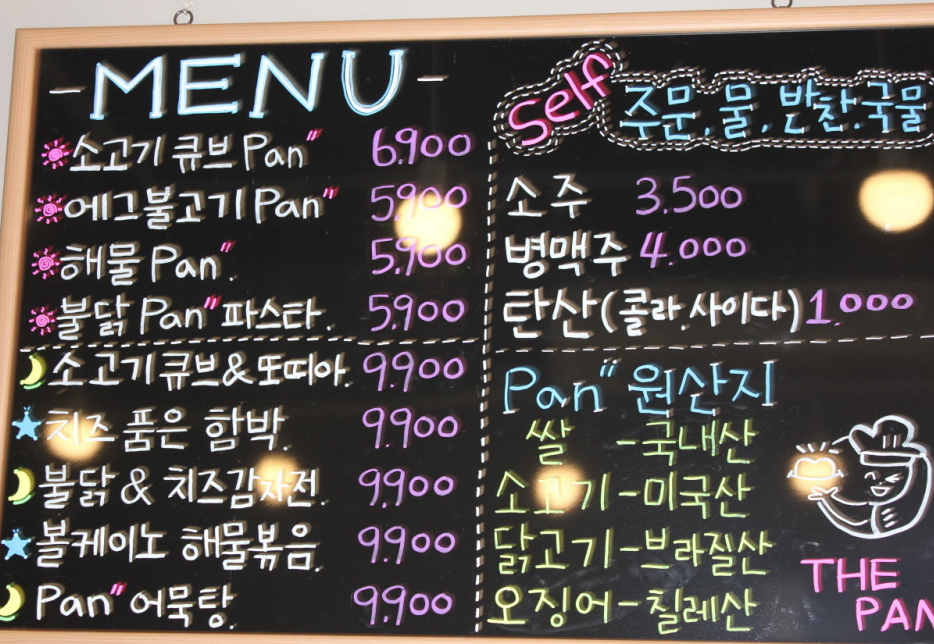 MENU
소고기 큐브 Pan" 6.900
에그불고기 Pan" 5.900
해물 Pan". 5.900
불닭 Pan" 파스타. 5.900
소고기큐브&또띠아. 9.900
치즈 품은 함박. 9.900
불닭 & 치즈감자전. 9.900
볼케이노 해물볶음. 9.900
Pan" 어묵탕. 9.900
Self 주문.물.반찬.국물
소주 3.500
병맥주 4.000
탄산(콜라.사이다) 1.000
Pan" 원산지
쌀 -국내산
소고기-미국산
닭고기-브라질산
오징어-칠레산
THE
PAN